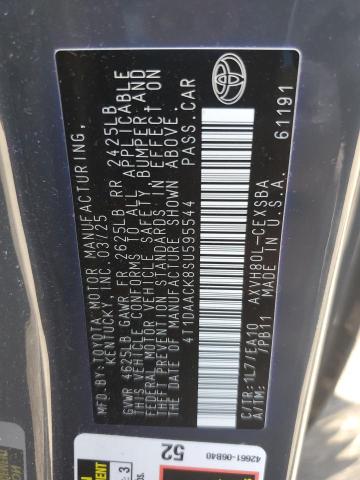 MFD.BY:TOYOTA MOTOR MANUFACTURING,
KENTUCKY, INC. 03/25
GVWR 4625LB GAWR FR 2625LB RR 2425LB
THIS VEHICLE CONFORMS TO ALL APPLICABLE
FEDERAL MOTOR VEHICLE SAFETY, BUMPER, AND
THEFT PREVENTION STANDARDS IN EFFECT ON
THE DATE OF MANUFACTURE SHOWN ABOVE.
4T1DAACK8SU595544 PASS.CAR
C/TR:1L7/EA10 AXVH80L-CEXSBA
A/TM: /PB11 MADE IN U.S.A. 61191
52
42661-06B40